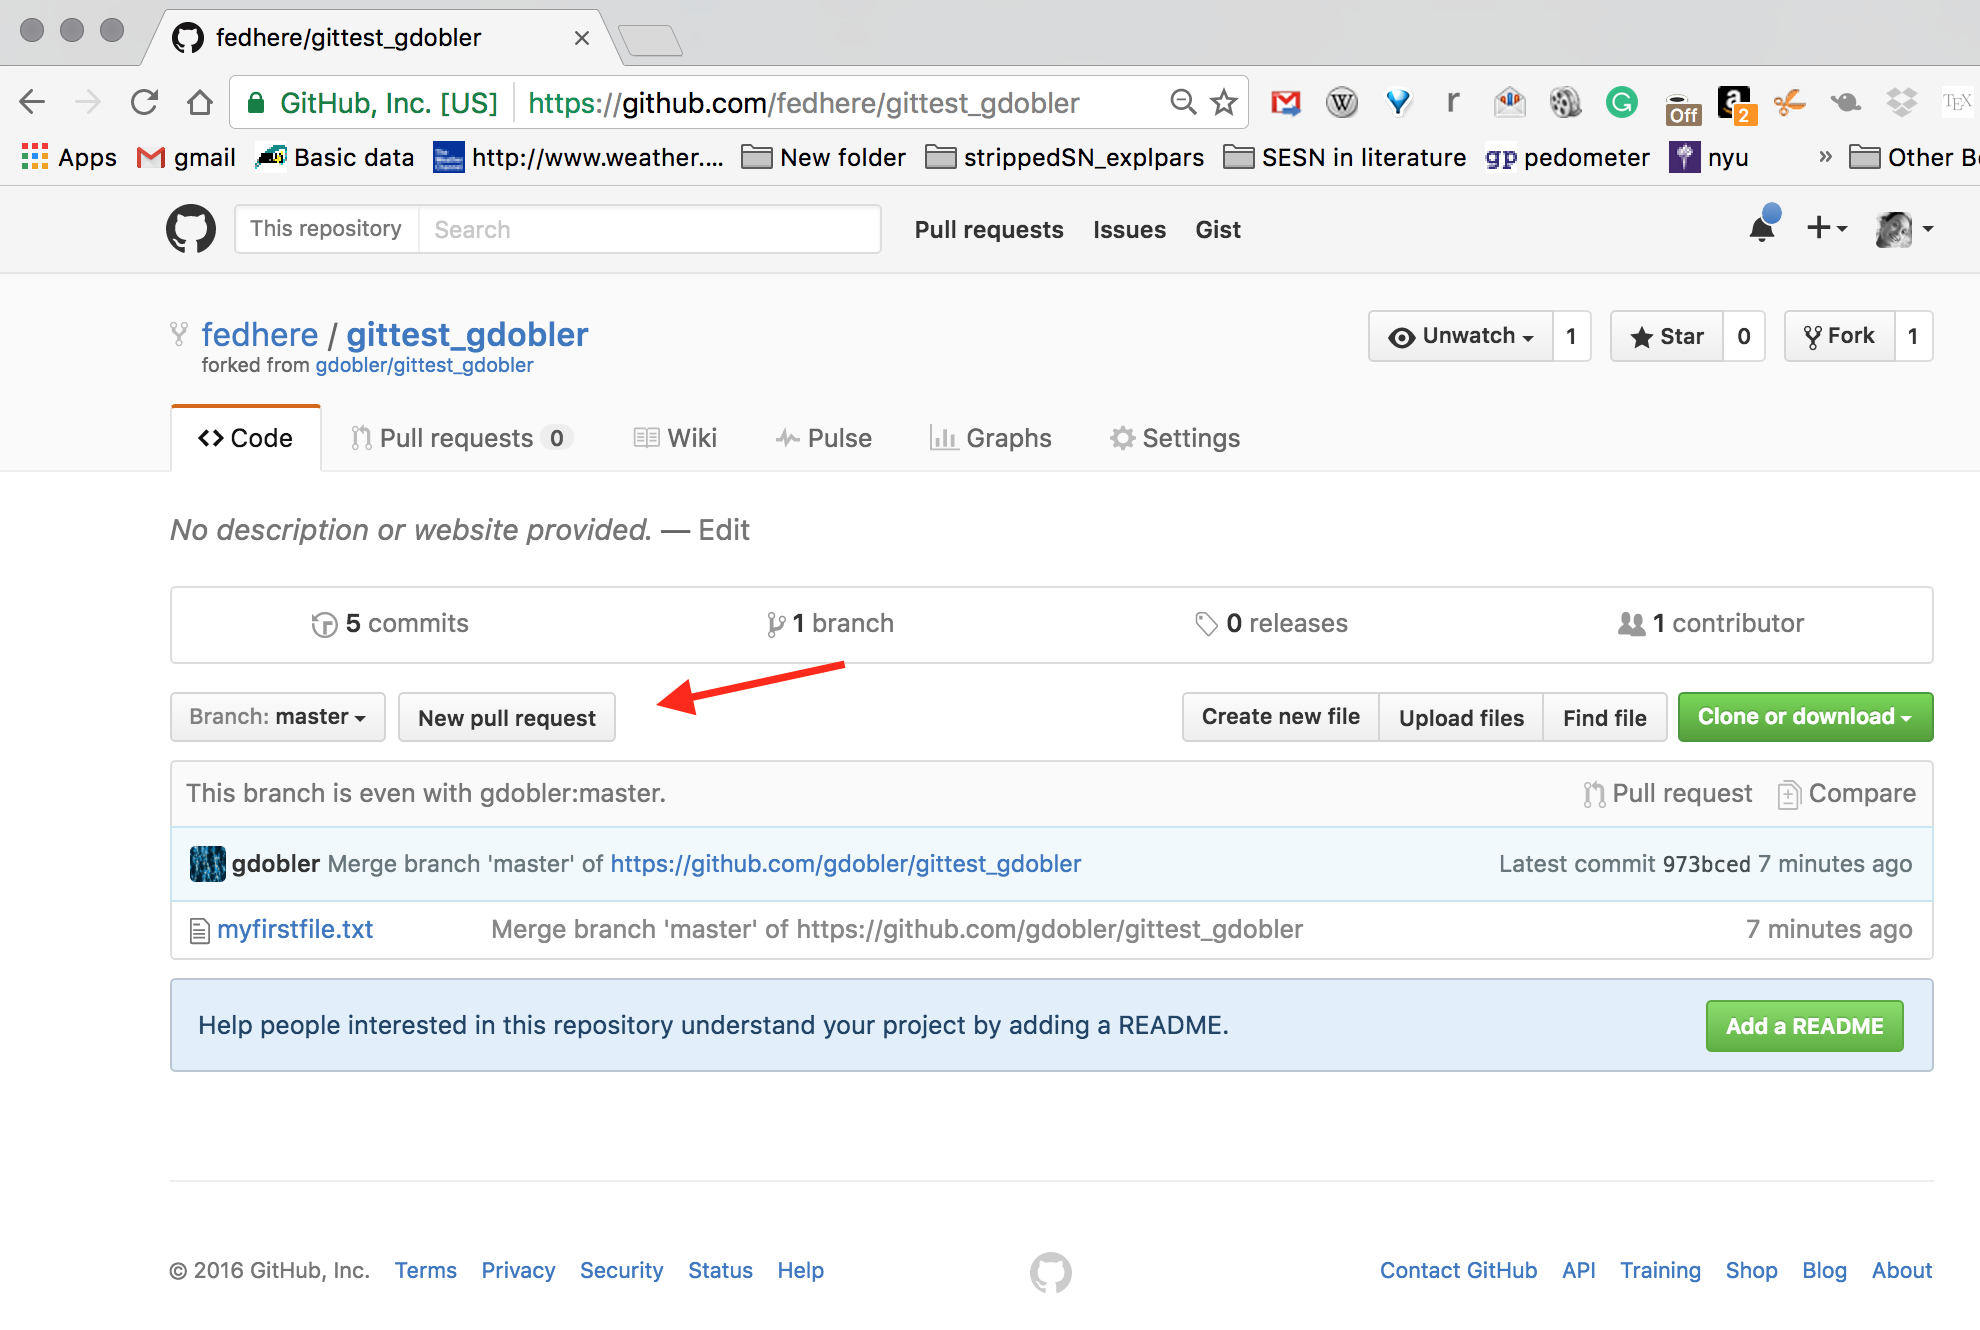 fedhere/gittest_gdobler
GitHub, Inc. [US] https://github.com/fedhere/gittest_gdobler
Off 2 TEX
Apps gmail Basic data http://www.weather.... New folder strippedSN_explpars SESN in literature gp pedometer nyu » Other B
This repository Search Pull requests Issues Gist
fedhere / gittest_gdobler
Unwatch 1 Star 0 Fork 1
forked from gdobler/gittest_gdobler
Code Pull requests 0 Wiki Pulse Graphs Settings
No description or website provided. — Edit
5 commits 1 branch 0 releases 1 contributor
Branch: master New pull request Create new file Upload files Find file Clone or download
This branch is even with gdobler:master. Pull request Compare
gdobler Merge branch 'master' of https://github.com/gdobler/gittest_gdobler Latest commit 973bced 7 minutes ago
myfirstfile.txt Merge branch 'master' of https://github.com/gdobler/gittest_gdobler 7 minutes ago
Help people interested in this repository understand your project by adding a README. Add a README
© 2016 GitHub, Inc. Terms Privacy Security Status Help Contact GitHub API Training Shop Blog About